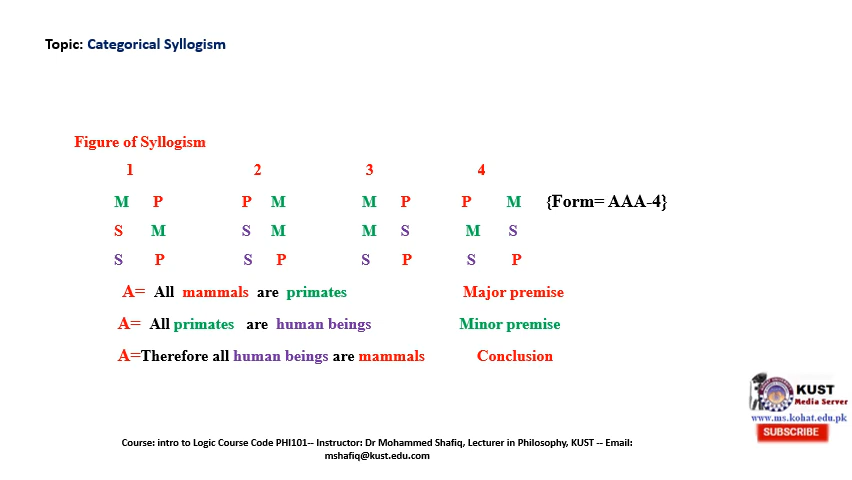 Topic: Categorical Syllogism
Figure of Syllogism
1 2 3 4
M P P M M P P M {Form= AAA-4}
S M S M M S M S
S P S P S P S P
A= All mammals are primates Major premise
A= All primates are human beings Minor premise
A=Therefore all human beings are mammals Conclusion
KUST
Media Server
www.ms.kohat.edu.pk
SUBSCRIBE
Course: intro to Logic Course Code PHI101-- Instructor: Dr Mohammed Shafiq, Lecturer in Philosophy, KUST -- Email:
mshafiq@kust.edu.com